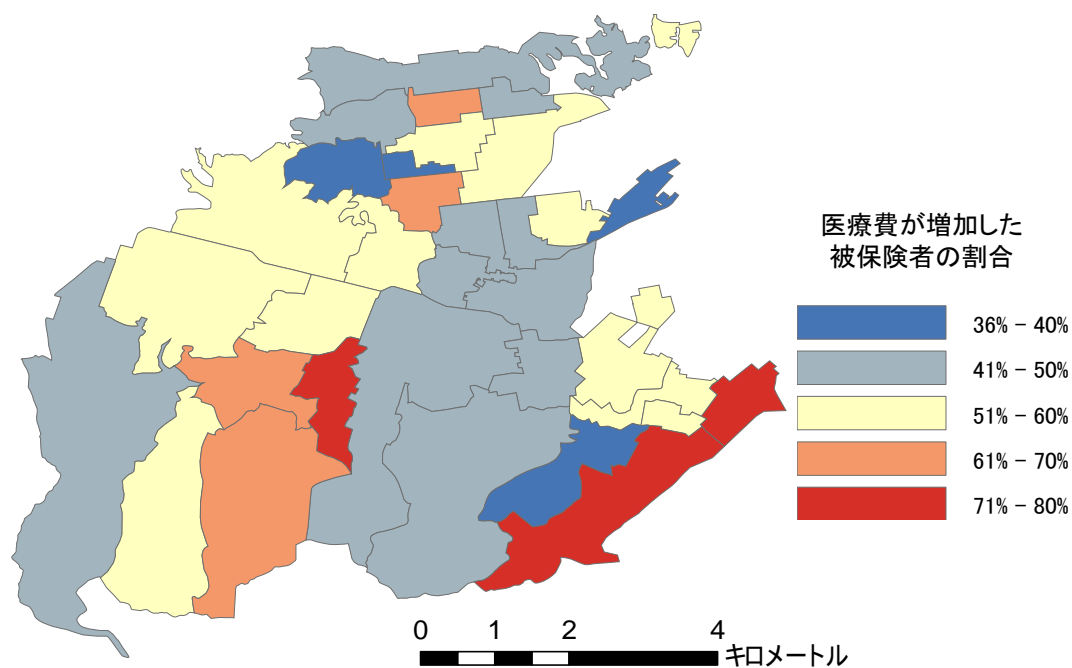 医療費が増加した
被保険者の割合
36% - 40%
41% - 50%
51% - 60%
61% - 70%
71% - 80%
0 1 2 4
キロメートル